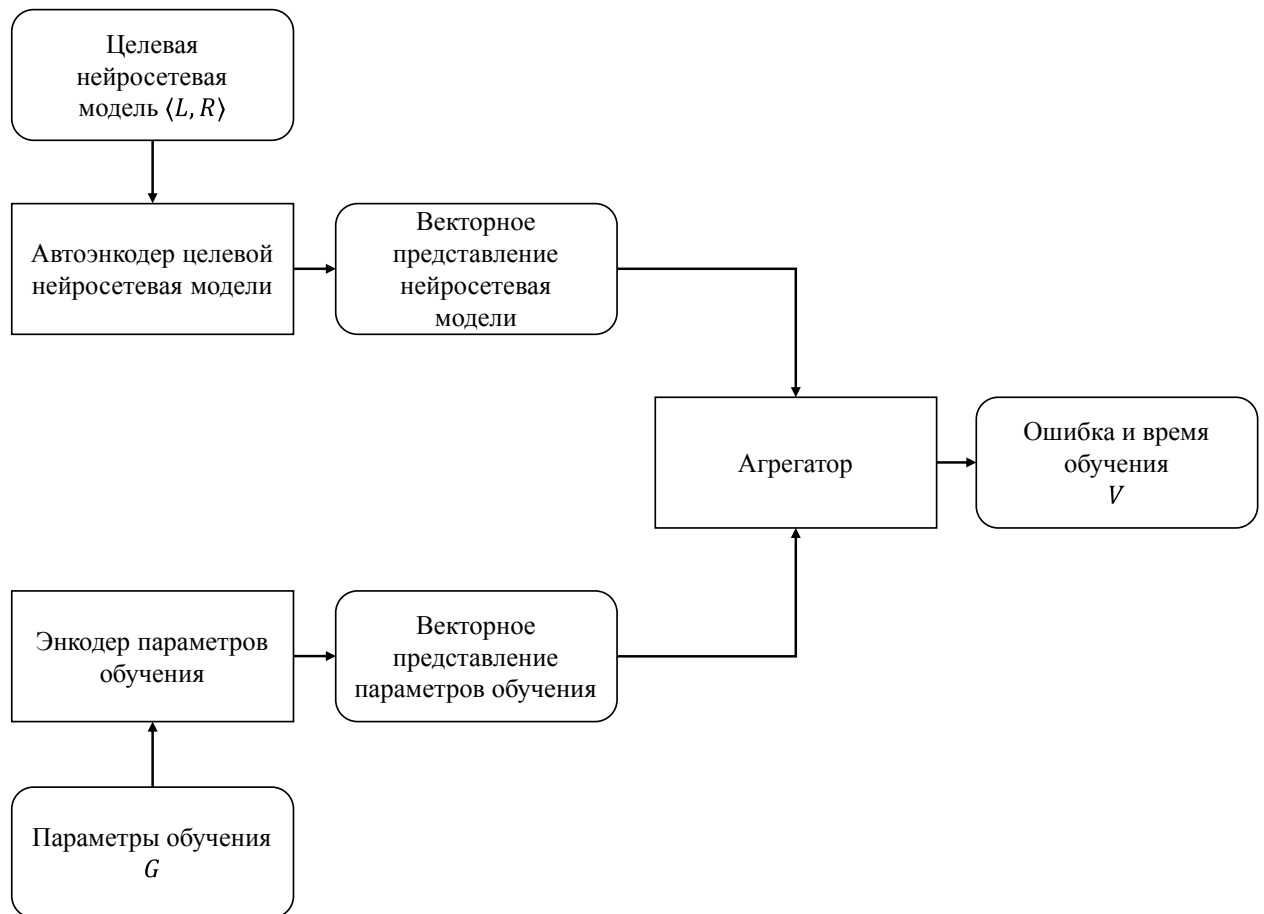 Целевая
нейросетевая
модель ⟨L, R⟩
Автоэнкодер целевой
нейросетевая модели
Векторное
представление
нейросетевая
модели
Агрегатор
Ошибка и время
обучения
V
Энкодер параметров
обучения
Векторное
представление
параметров обучения
Параметры обучения
G